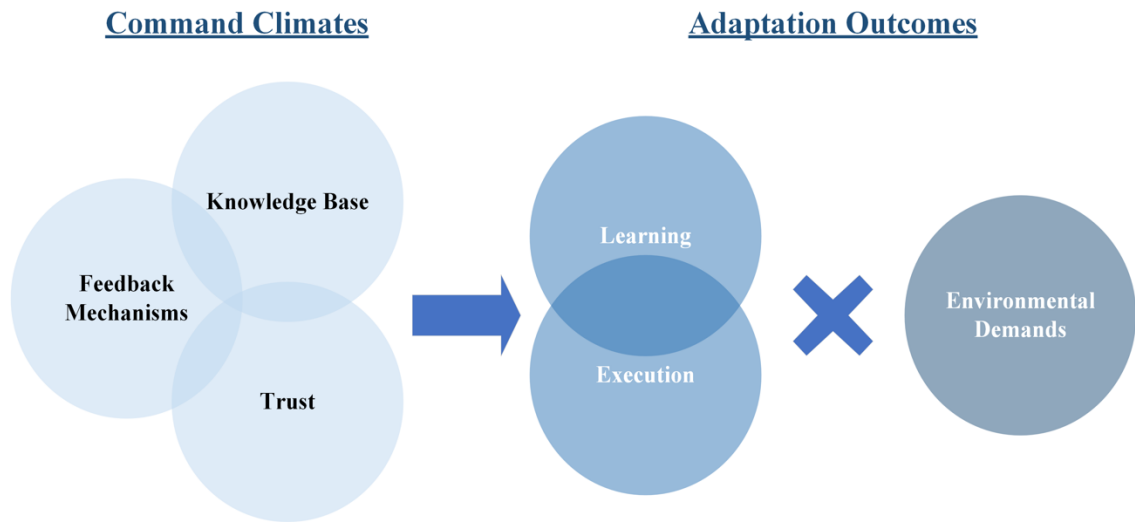 Command Climates
Adaptation Outcomes
Knowledge Base
Feedback
Mechanisms
Trust
Learning
Execution
Environmental
Demands